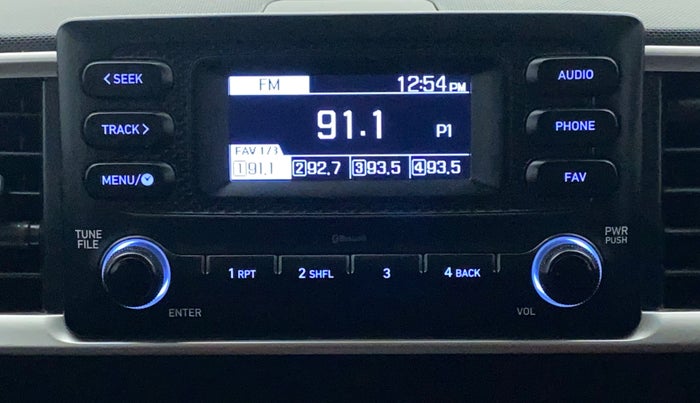 < SEEK
FM 12:54 PM
AUDIO
TRACK >
91.1 P1
PHONE
FAV 1/3
MENU/
1 91.1 2 92.7 3 93.5 4 93.5
FAV
TUNE
FILE
Bluetooth
PWR
PUSH
1 RPT 2 SHFL 3 4 BACK
ENTER
VOL